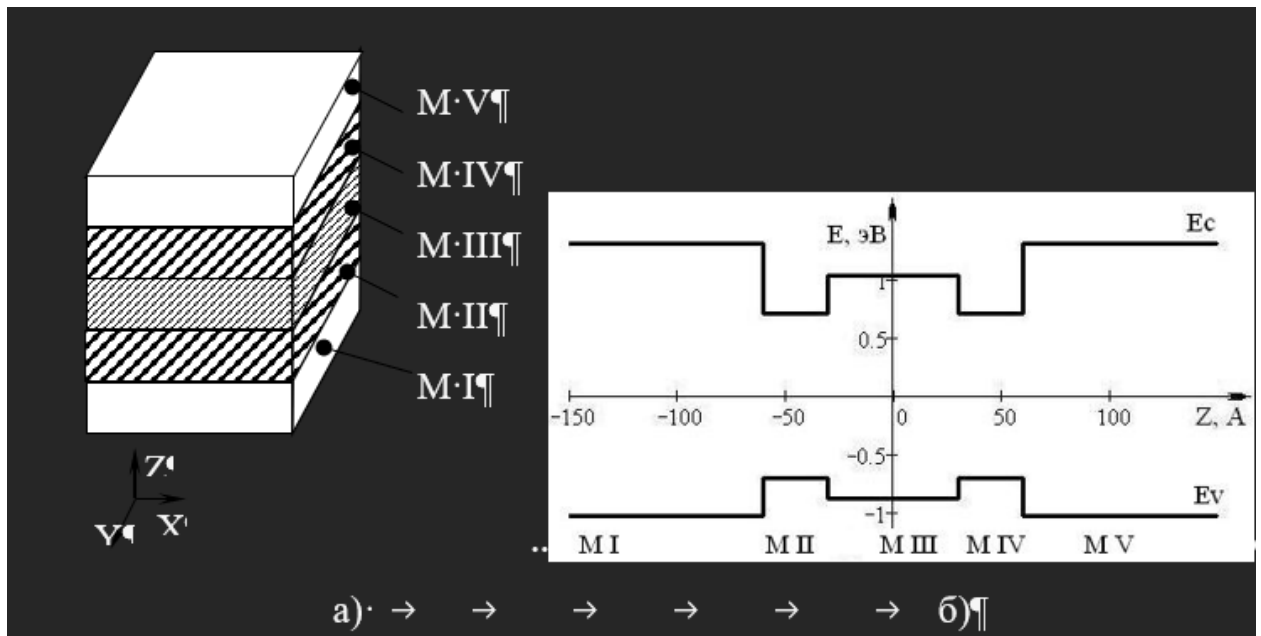 M·V¶
M·IV¶
M·III¶
M·II¶
M·I¶
Z¶
Y¶ X¶
E, эВ
Ec
1
0.5
−150 −100 −50 0 50 100 Z, A
−0.5
−1
Ev
M I M II M III M IV M V
а)· → → → → → → б)¶